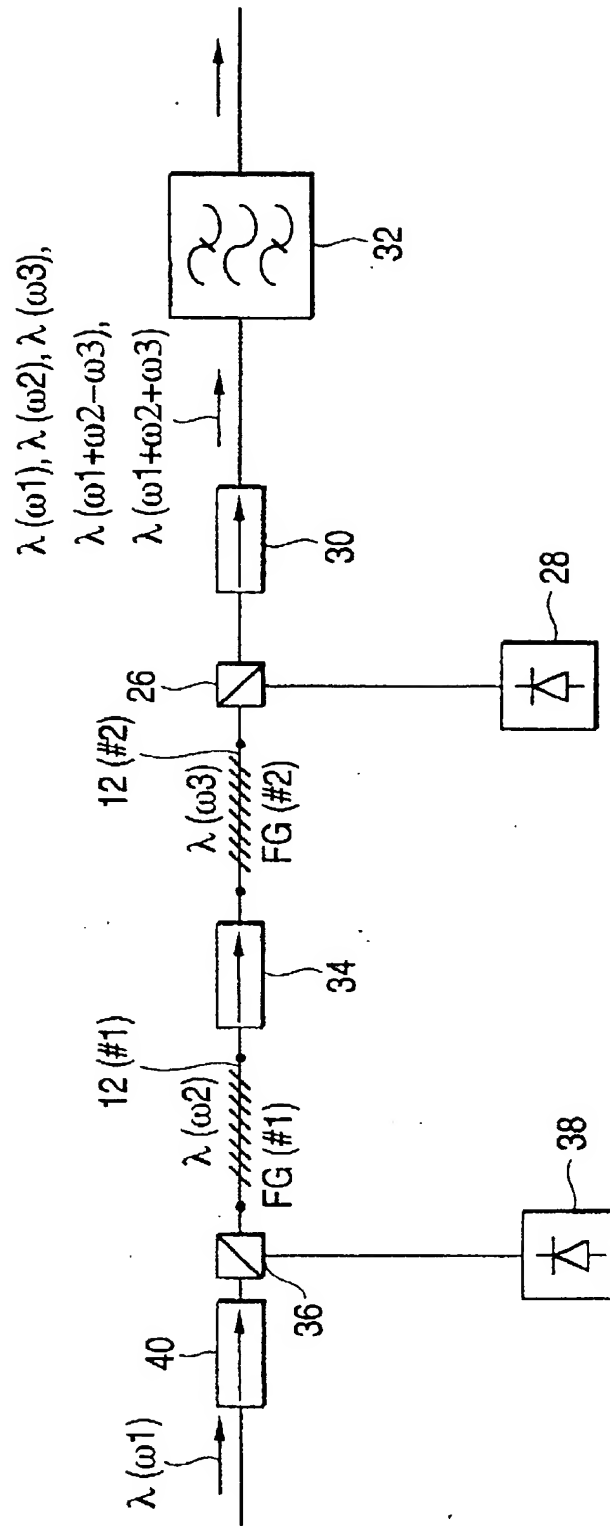 λ (ω1)
40
36
38
λ (ω2)
FG (#1)
12 (#1)
34
λ (ω3)
FG (#2)
12 (#2)
26
28
30
λ (ω1), λ (ω2), λ (ω3),
λ (ω1+ω2−ω3),
λ (ω1+ω2+ω3)
32